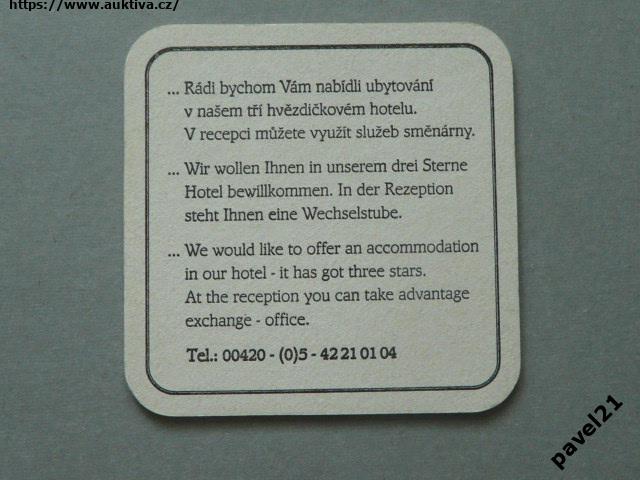 https://www.auktiva.cz/
... Rádi bychom Vám nabídli ubytování
v našem tří hvězdičkovém hotelu.
V recepci můžete využít služeb směnárny.
... Wir wollen Ihnen in unserem drei Sterne
Hotel bewillkommen. In der Rezeption
steht Ihnen eine Wechselstube.
... We would like to offer an accommodation
in our hotel - it has got three stars.
At the reception you can take advantage
exchange - office.
Tel.: 00420 - (0)5 - 42 21 01 04
pavel21